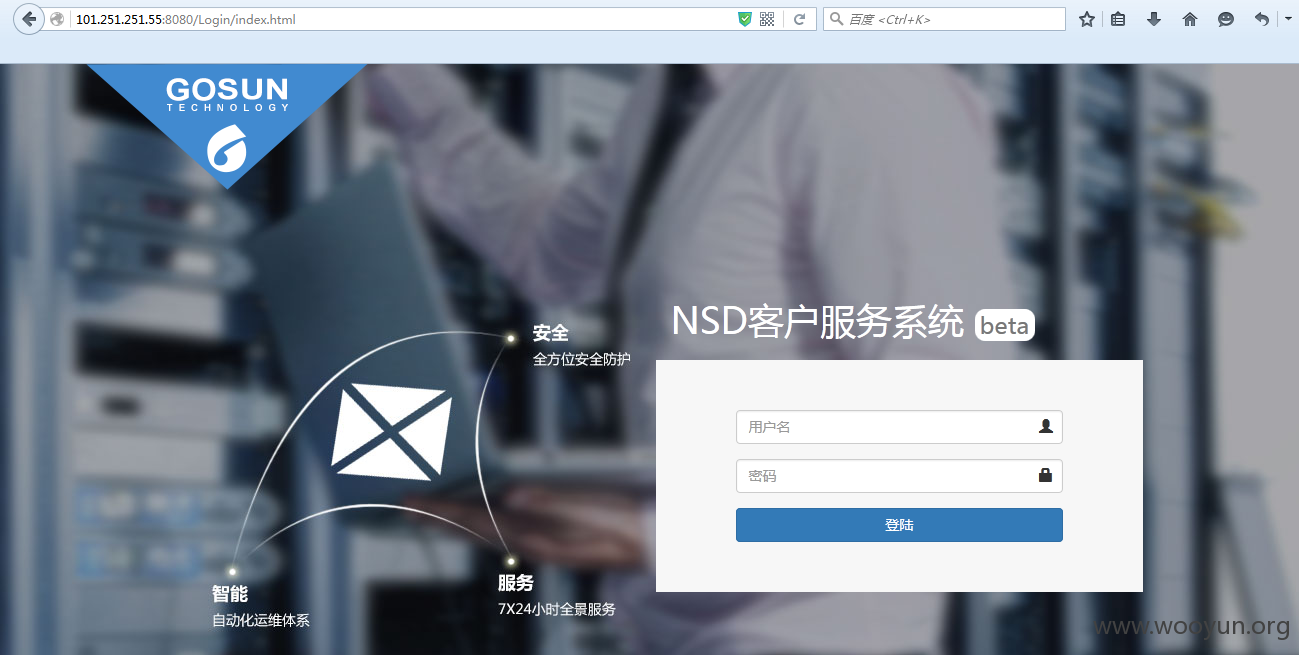 101.251.251.55:8080/Login/index.html
百度 <Ctrl+K>
GOSUN
TECHNOLOGY
NSD客户服务系统 beta
安全
全方位安全防护
用户名
密码
登陆
服务
7X24小时全景服务
智能
自动化运维体系
www.wooyun.org